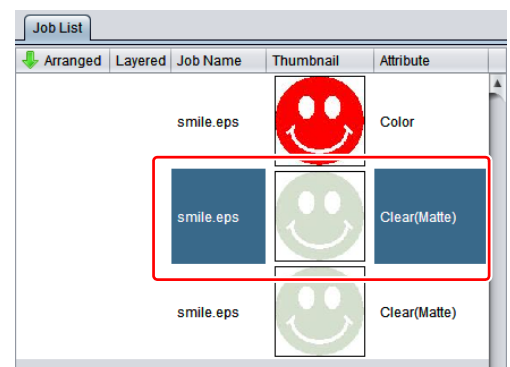 Job List
Arranged Layered Job Name Thumbnail Attribute
smile.eps Color
smile.eps Clear(Matte)
smile.eps Clear(Matte)